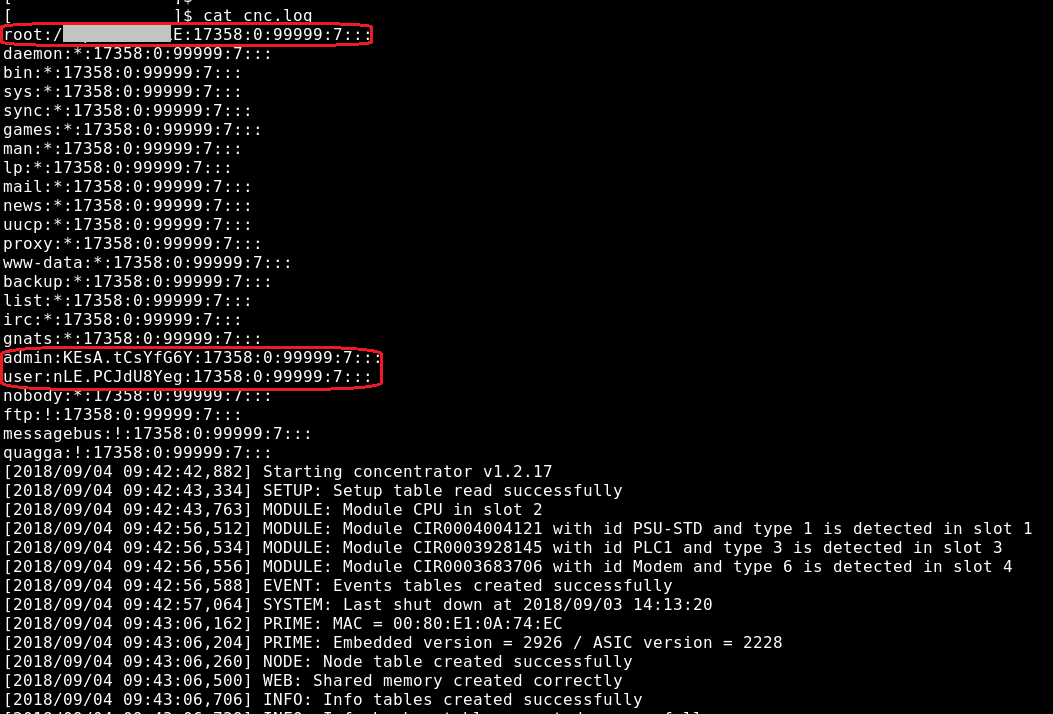 [ ]$ cat cnc.log
root:/ E:17358:0:99999:7:::
daemon:*:17358:0:99999:7:::
bin:*:17358:0:99999:7:::
sys:*:17358:0:99999:7:::
sync:*:17358:0:99999:7:::
games:*:17358:0:99999:7:::
man:*:17358:0:99999:7:::
lp:*:17358:0:99999:7:::
mail:*:17358:0:99999:7:::
news:*:17358:0:99999:7:::
uucp:*:17358:0:99999:7:::
proxy:*:17358:0:99999:7:::
www-data:*:17358:0:99999:7:::
backup:*:17358:0:99999:7:::
list:*:17358:0:99999:7:::
irc:*:17358:0:99999:7:::
gnats:*:17358:0:99999:7:::
admin:KEsA.tCsYfG6Y:17358:0:99999:7:::
user:nLE.PCJdU8Yeg:17358:0:99999:7:::
nobody:*:17358:0:99999:7:::
ftp:!:17358:0:99999:7:::
messagebus:!:17358:0:99999:7:::
quagga:!:17358:0:99999:7:::
[2018/09/04 09:42:42,882] Starting concentrator v1.2.17
[2018/09/04 09:42:43,334] SETUP: Setup table read successfully
[2018/09/04 09:42:43,763] MODULE: Module CPU in slot 2
[2018/09/04 09:42:56,512] MODULE: Module CIR0004004121 with id PSU-STD and type 1 is detected in slot 1
[2018/09/04 09:42:56,534] MODULE: Module CIR0003928145 with id PLC1 and type 3 is detected in slot 3
[2018/09/04 09:42:56,556] MODULE: Module CIR0003683706 with id Modem and type 6 is detected in slot 4
[2018/09/04 09:42:56,588] EVENT: Events tables created successfully
[2018/09/04 09:42:57,064] SYSTEM: Last shut down at 2018/09/03 14:13:20
[2018/09/04 09:43:06,162] PRIME: MAC = 00:80:E1:0A:74:EC
[2018/09/04 09:43:06,204] PRIME: Embedded version = 2926 / ASIC version = 2228
[2018/09/04 09:43:06,260] NODE: Node table created successfully
[2018/09/04 09:43:06,500] WEB: Shared memory created correctly
[2018/09/04 09:43:06,706] INFO: Info tables created successfully